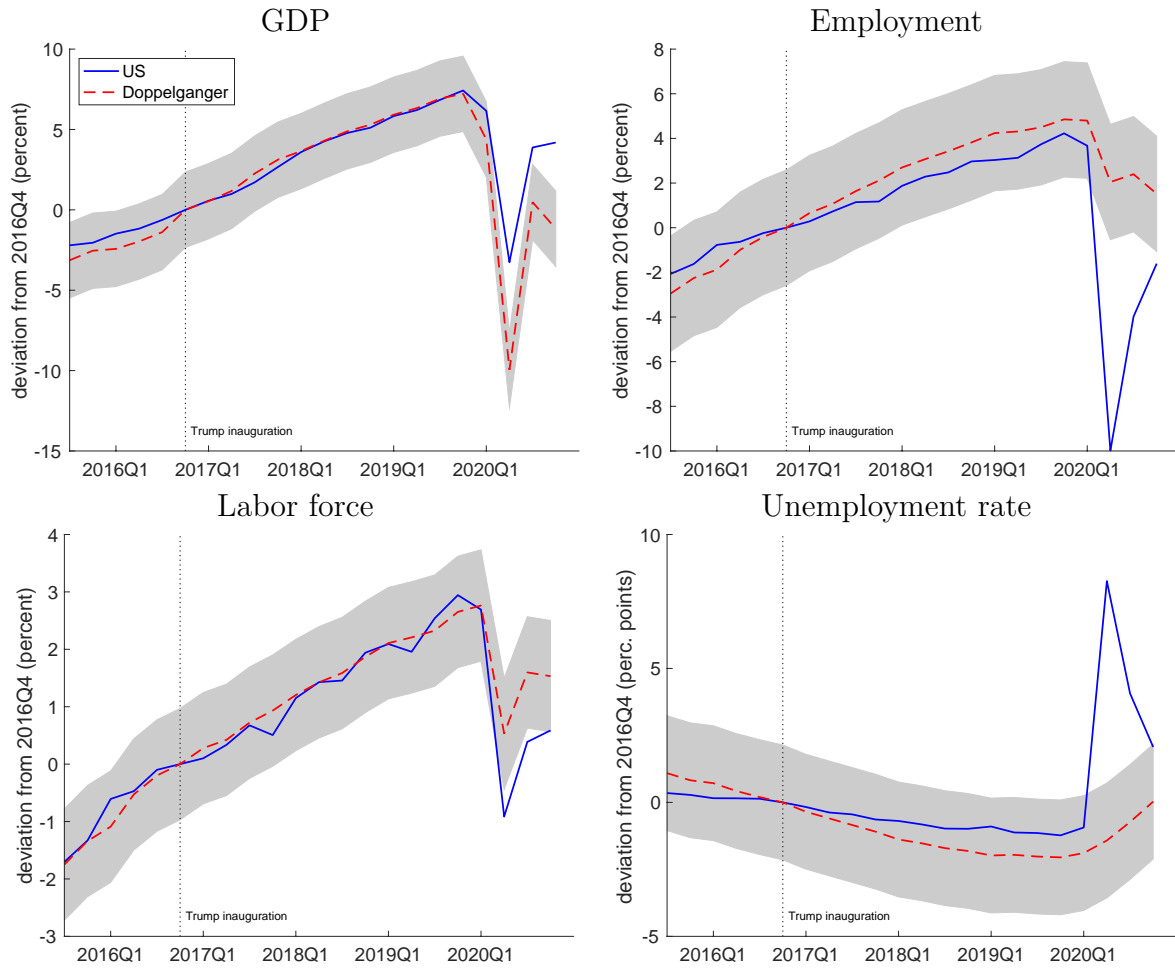 GDP
deviation from 2016Q4 (percent)
10
5
0
-5
-10
-15
US
Doppelganger
Trump inauguration
2016Q1 2017Q1 2018Q1 2019Q1 2020Q1
Employment
deviation from 2016Q4 (percent)
8
6
4
2
0
-2
-4
-6
-8
-10
Trump inauguration
2016Q1 2017Q1 2018Q1 2019Q1 2020Q1
Labor force
deviation from 2016Q4 (percent)
4
3
2
1
0
-1
-2
-3
Trump inauguration
2016Q1 2017Q1 2018Q1 2019Q1 2020Q1
Unemployment rate
deviation from 2016Q4 (perc. points)
10
5
0
-5
Trump inauguration
2016Q1 2017Q1 2018Q1 2019Q1 2020Q1